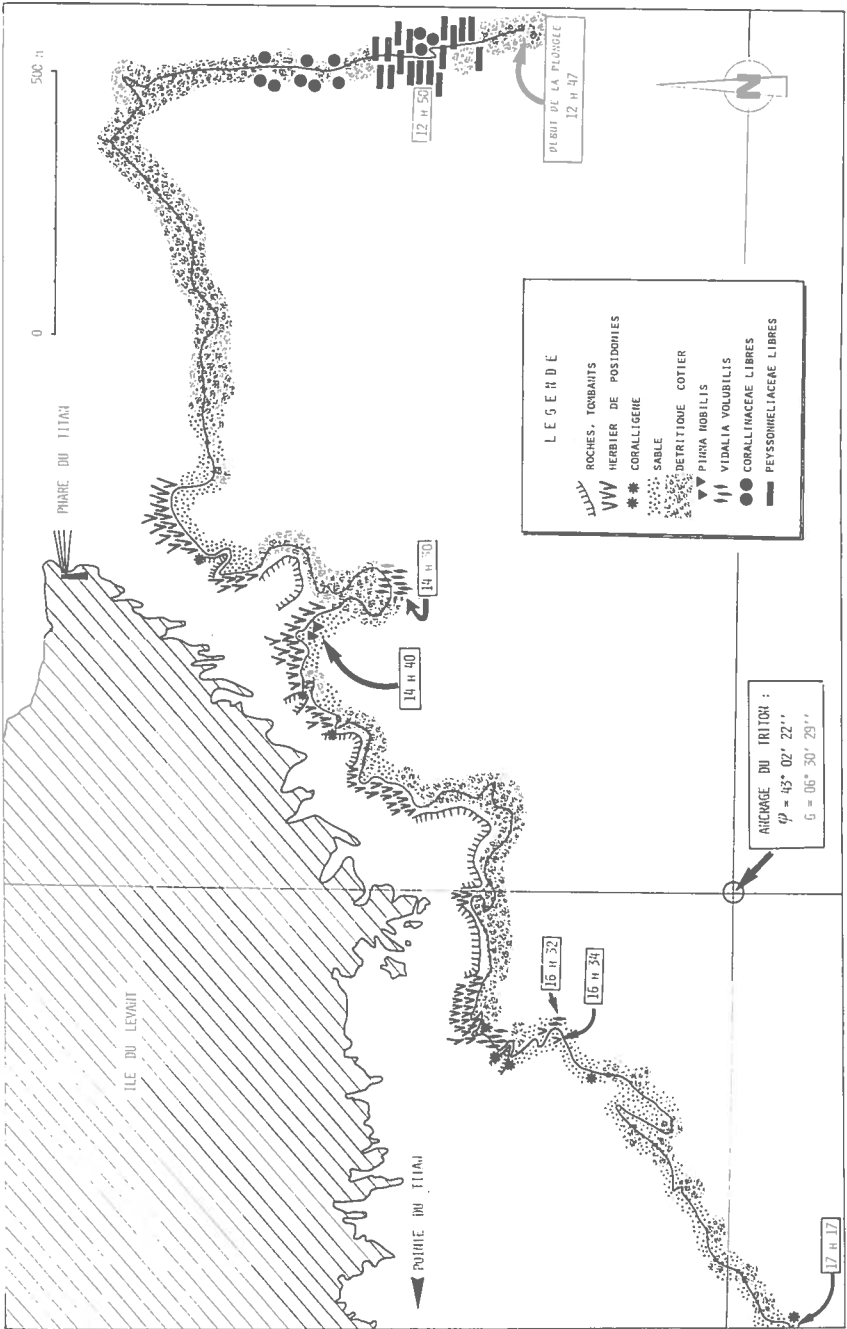 500 m
0
PHARE DU TITAN
ILE DU LEVANT
POINTE DU TITAN
DEBUT DE LA PLONGEE
12 H 47
12 H 50
14 H 40
16 H 32
16 H 34
17 H 17
N
LEGENDE
ROCHES, TOMBANTS
HERBIER DE POSIDONIES
CORALLIGENE
SABLE
DETRITIQUE COTIER
PINNA NOBILIS
VIDALIA VOLUBILIS
CORALLINACEAE LIBRES
PEYSSONNELIACEAE LIBRES
ANCRAGE DU TRITON :
φ = 43° 02' 22''
G = 06° 30' 29''